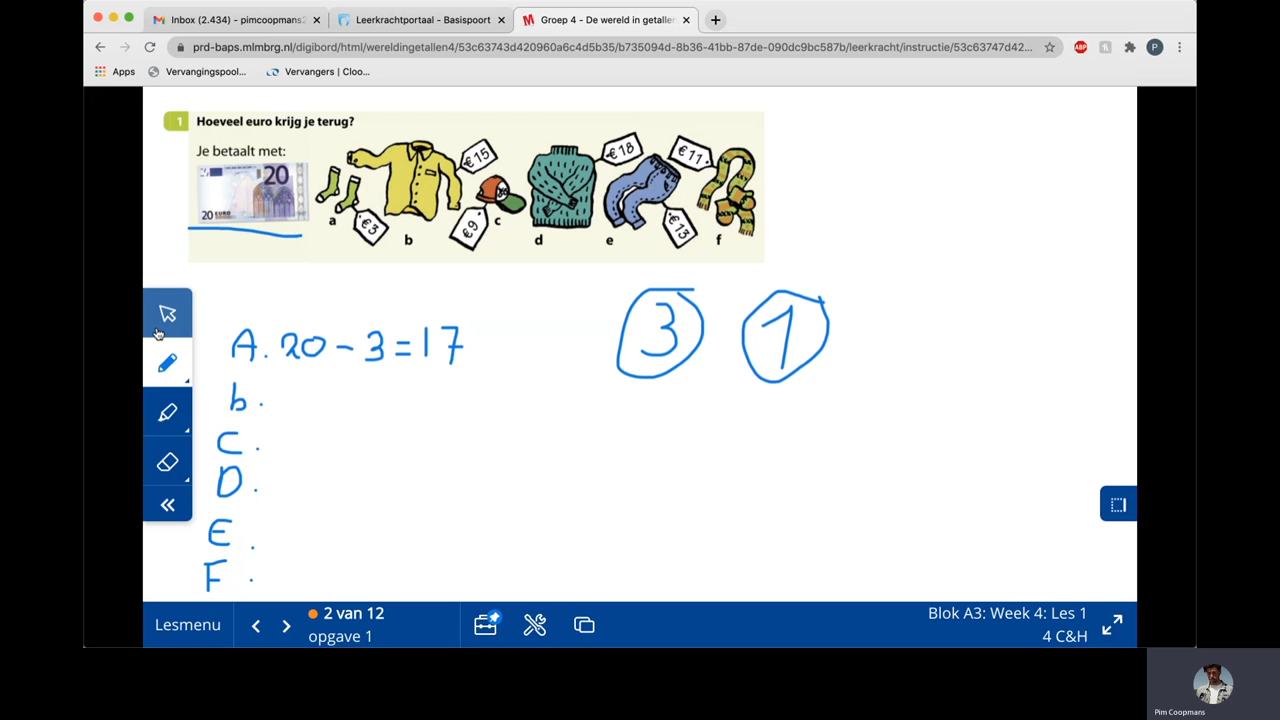 Inbox (2.434) - pimcoopmans2
Leerkrachtportaal - Basispoort
Groep 4 - De wereld in getallen
prd-baps.mlmbrg.nl/digibord/html/wereldingetallen4/53c63743d420960a6c4d5b35/b735094d-8b36-41bb-87de-090dc9bc587b/leerkracht/instructie/53c63747d42...
ABP
P
Apps
Vervangingspool...
Vervangers | Cloo...
1 Hoeveel euro krijg je terug?
Je betaalt met:
20
20 EURO
€15
€18
€11
€3
€9
€13
a
b
c
d
e
f
3
1
A. 20 - 3 = 17
b.
C.
D.
E.
F.
Lesmenu
2 van 12
opgave 1
Blok A3: Week 4: Les 1
4 C&H
Pim Coopmans